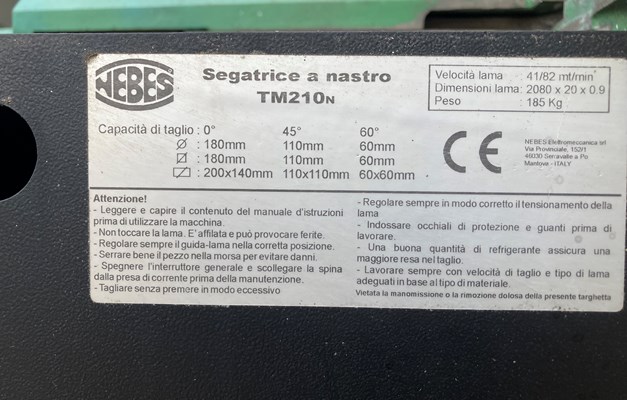 NEBES
Segatrice a nastro
TM210N
Velocità lama : 41/82 mt/min'
Dimensioni lama: 2080 x 20 x 0.9
Peso : 185 Kg
Capacità di taglio : 0° 45° 60°
: 180mm 110mm 60mm
: 180mm 110mm 60mm
: 200x140mm 110x110mm 60x60mm
CE
NEBES Elettromeccanica srl
Via Provinciale, 152/1
46030 Serravalle a Po
Mantova - ITALY
Attenzione!
- Leggere e capire il contenuto del manuale d'istruzioni
prima di utilizzare la macchina.
- Non toccare la lama. E' affilata e può provocare ferite.
- Regolare sempre il guida-lama nella corretta posizione.
- Serrare bene il pezzo nella morsa per evitare danni.
- Spegnere l'interruttore generale e scollegare la spina
dalla presa di corrente prima della manutenzione.
- Tagliare senza premere in modo eccessivo
- Regolare sempre in modo corretto il tensionamento della
lama
- Indossare occhiali di protezione e guanti prima di
lavorare.
- Una buona quantità di refrigerante assicura una
maggiore resa nel taglio.
- Lavorare sempre con velocità di taglio e tipo di lama
adeguati in base al tipo di materiale.
Vietata la manomissione o la rimozione dolosa della presente targhetta